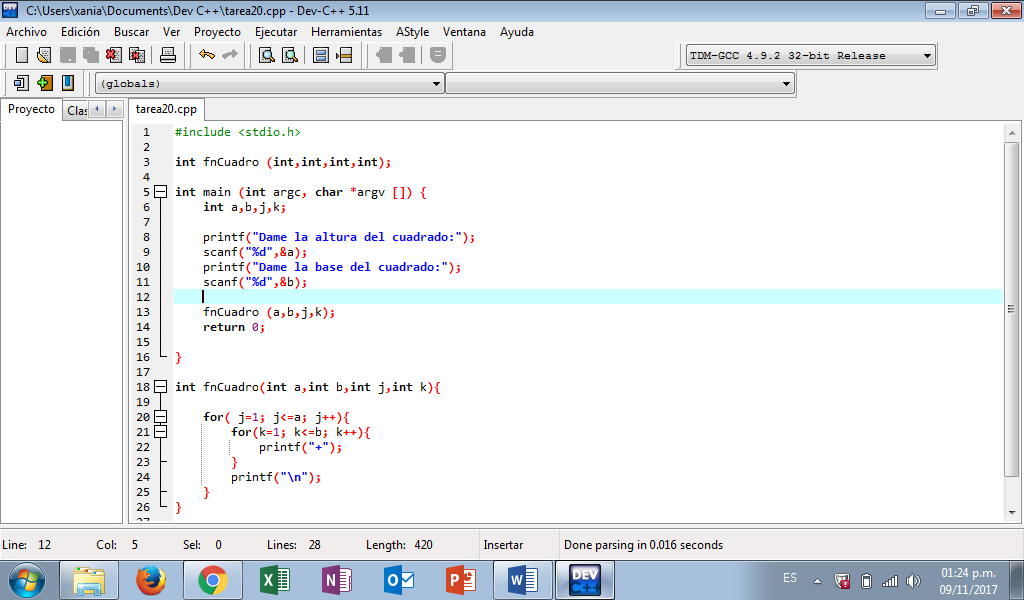 C:\Users\xania\Documents\Dev C++\tarea20.cpp - Dev-C++ 5.11
Archivo Edición Buscar Ver Proyecto Ejecutar Herramientas AStyle Ventana Ayuda
TDM-GCC 4.9.2 32-bit Release
(globals)
Proyecto Clas tarea20.cpp
1 #include <stdio.h>
2
3 int fnCuadro (int,int,int,int);
4
5 int main (int argc, char *argv []) {
6 int a,b,j,k;
7
8 printf("Dame la altura del cuadrado:");
9 scanf("%d",&a);
10 printf("Dame la base del cuadrado:");
11 scanf("%d",&b);
12
13 fnCuadro (a,b,j,k);
14 return 0;
15
16 }
17
18 int fnCuadro(int a,int b,int j,int k){
19
20 for( j=1; j<=a; j++){
21 for(k=1; k<=b; k++){
22 printf("+");
23 }
24 printf("\n");
25 }
26 }
27
Line: 12 Col: 5 Sel: 0 Lines: 28 Length: 420 Insertar Done parsing in 0.016 seconds
DEV C++
ES 01:24 p.m.
09/11/2017